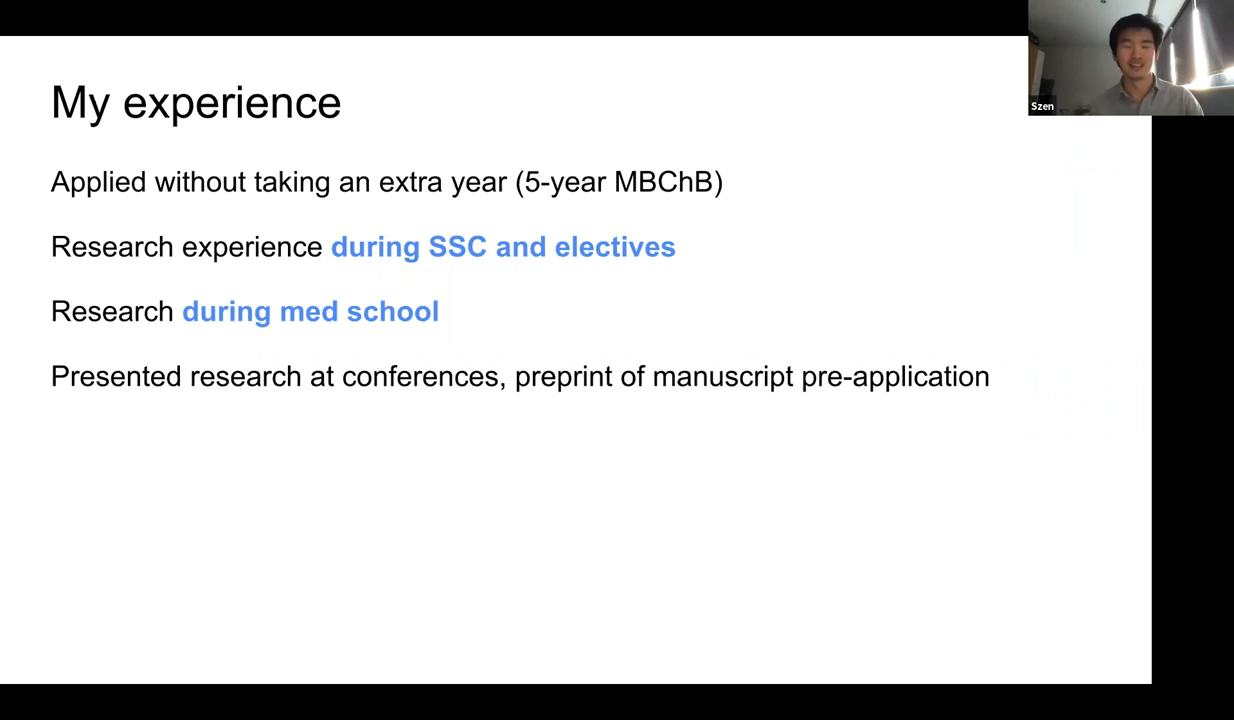 My experience
Szen
Applied without taking an extra year (5-year MBChB)
Research experience during SSC and electives
Research during med school
Presented research at conferences, preprint of manuscript pre-application